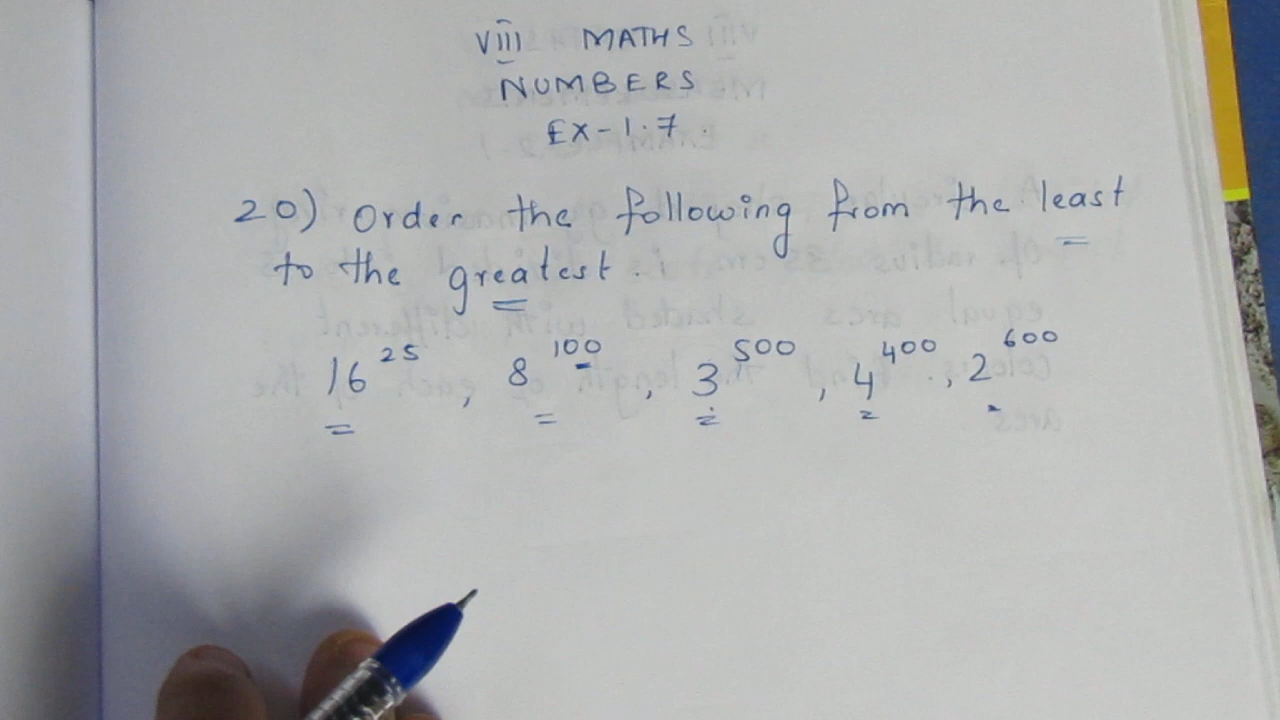 VIII MATHS
NUMBERS
EX-1.7.
20) Order the following from the least
to the greatest.
16^25, 8^100, 3^500, 4^400, 2^600